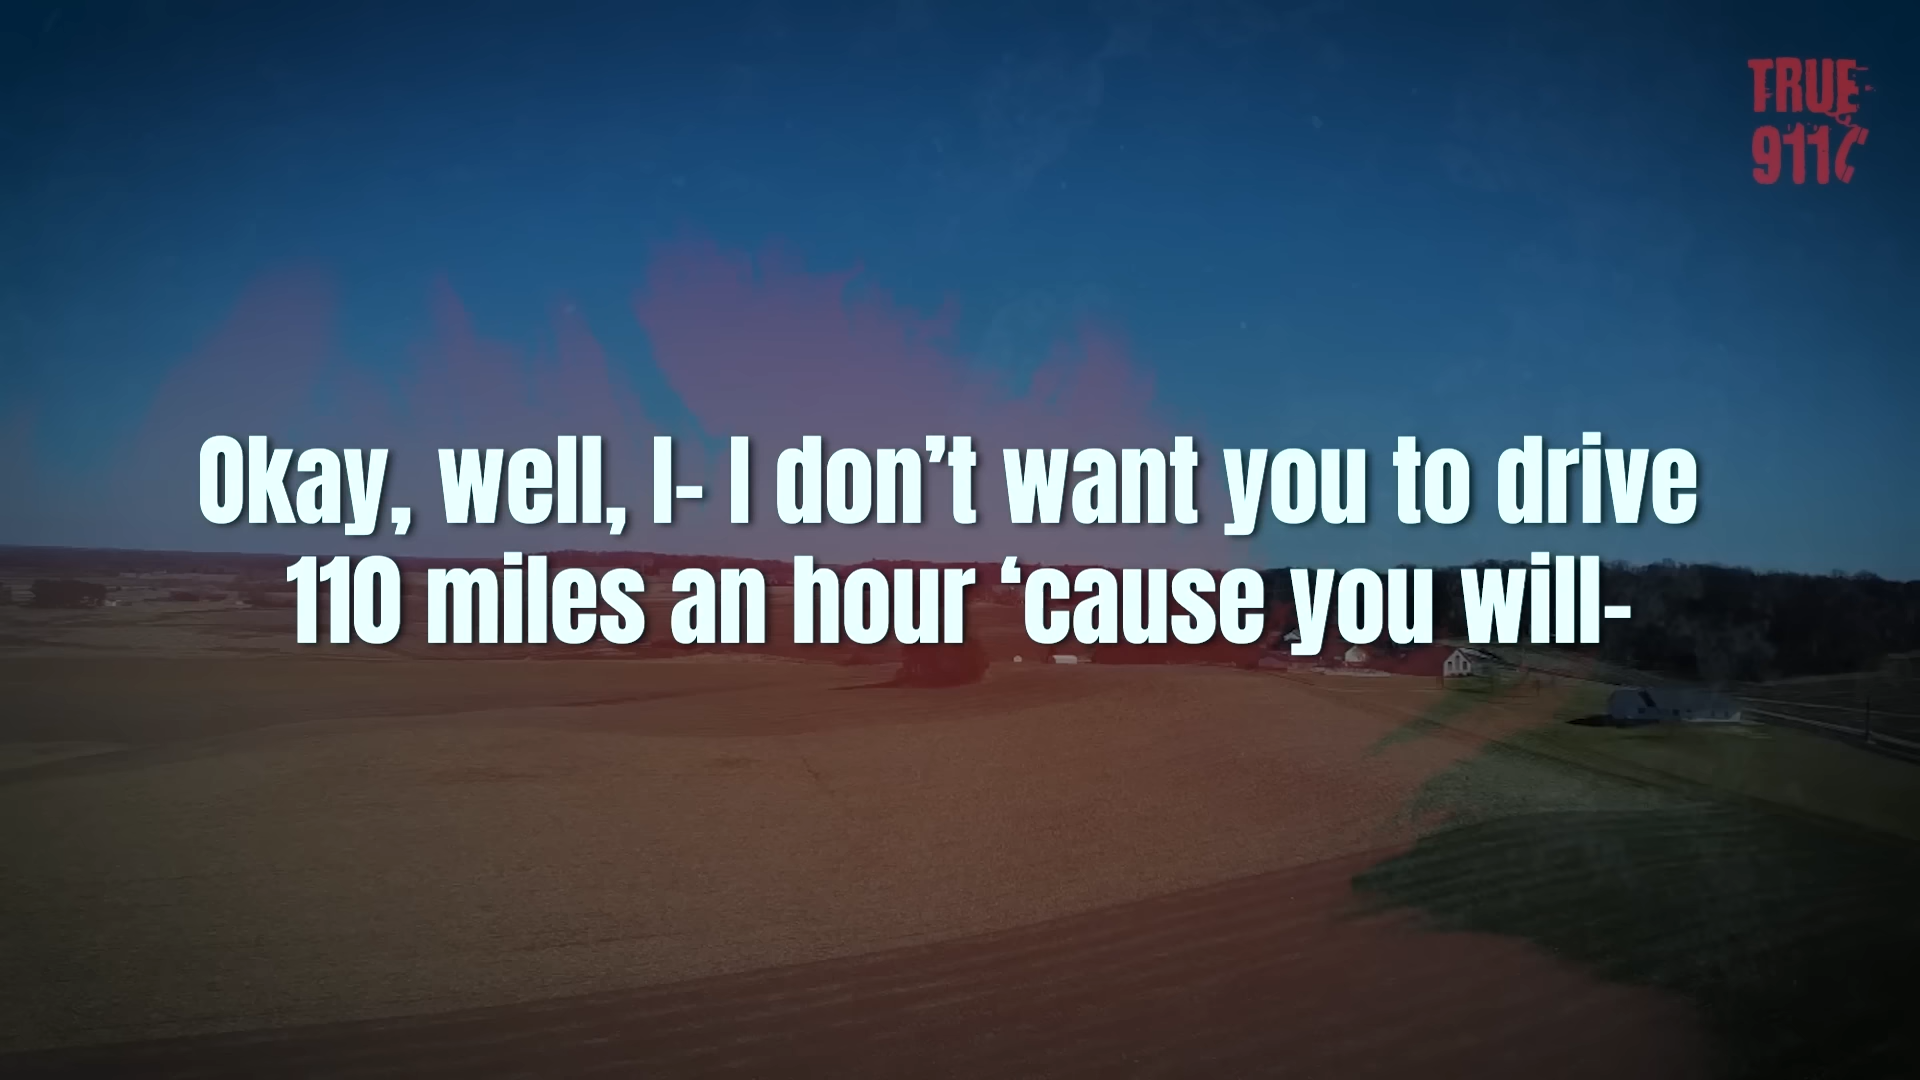 TRUE
911
Okay, well, I- I don’t want you to drive
110 miles an hour ‘cause you will-